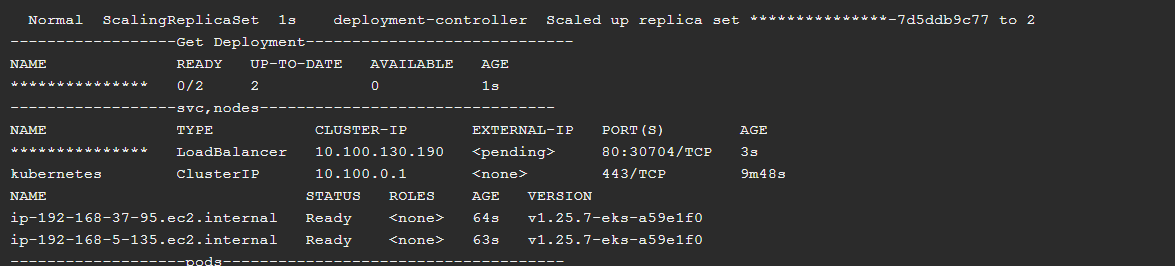 Normal  ScalingReplicaSet  1s    deployment-controller  Scaled up replica set ***************-7d5ddb9c77 to 2
------------------Get Deployment-----------------------------
NAME              READY   UP-TO-DATE   AVAILABLE   AGE
***************   0/2     2            0           1s
------------------svc,nodes--------------------------------
NAME              TYPE           CLUSTER-IP       EXTERNAL-IP   PORT(S)        AGE
***************   LoadBalancer   10.100.130.190   <pending>     80:30704/TCP   3s
kubernetes        ClusterIP      10.100.0.1       <none>        443/TCP        9m48s
NAME                            STATUS   ROLES    AGE   VERSION
ip-192-168-37-95.ec2.internal   Ready    <none>   64s   v1.25.7-eks-a59e1f0
ip-192-168-5-135.ec2.internal   Ready    <none>   63s   v1.25.7-eks-a59e1f0
-------------------pods-------------------------------------